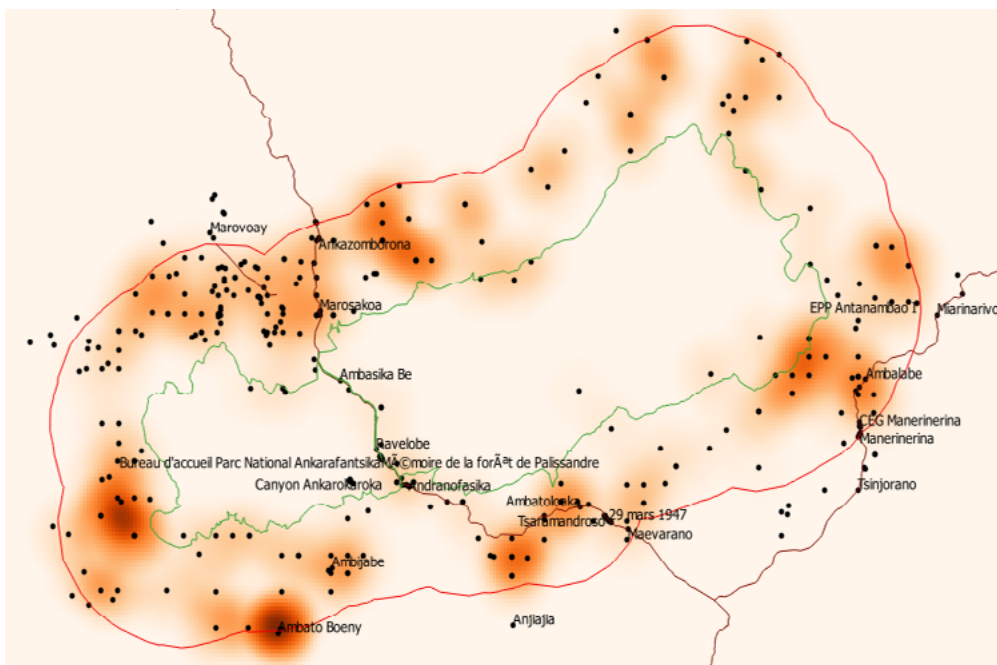 Marovoay
Ankazomborona
Marosakoa
EPP Antanambao I
Miarinarivo
Ambasika Be
Ambalabe
CEG Manerinerina
Manerinerina
Ravelobe
Bureau d'accueil Parc National AnkarafantsikaMÃ©moire de la forÃªt de Palissandre
Canyon Ankarokaroka
Andranofasika
Tsinjorano
Tsaramandroso
29 mars 1947
Maevarano
Ambijabe
Anjiajia
Ambato Boeny